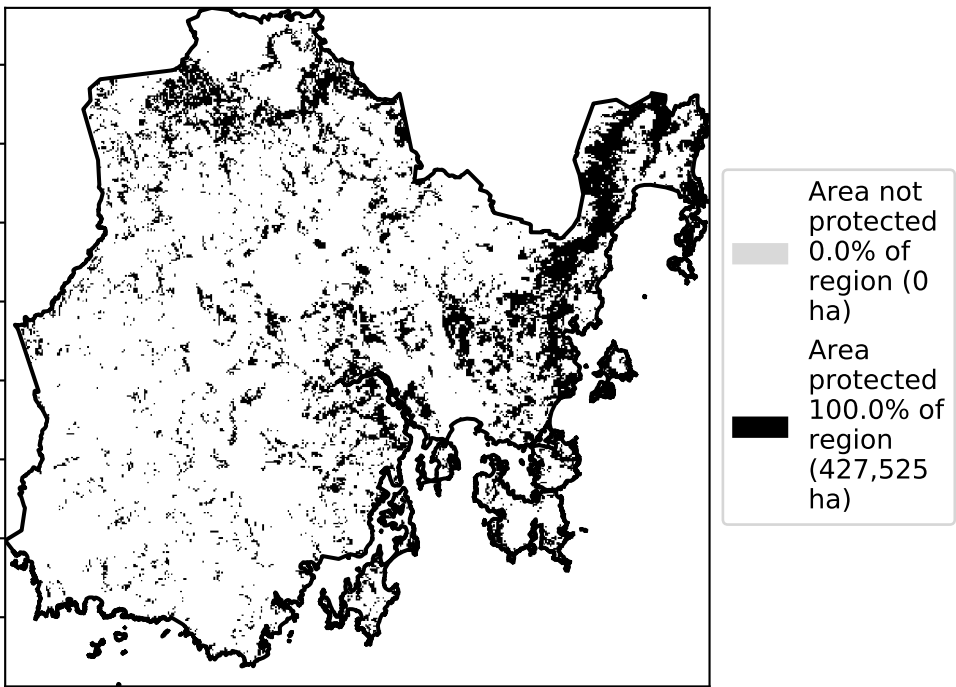 Area not
protected
0.0% of
region (0
ha)
Area
protected
100.0% of
region
(427,525
ha)